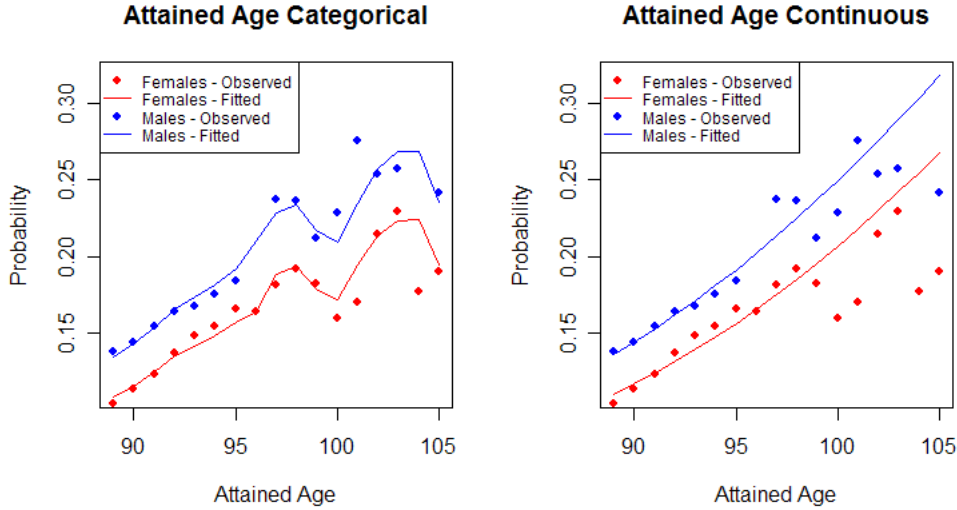 Attained Age Categorical
Females - Observed
Females - Fitted
Males - Observed
Males - Fitted
0.30
0.25
0.20
0.15
Probability
90 95 100 105
Attained Age
Attained Age Continuous
Females - Observed
Females - Fitted
Males - Observed
Males - Fitted
0.30
0.25
0.20
0.15
Probability
90 95 100 105
Attained Age